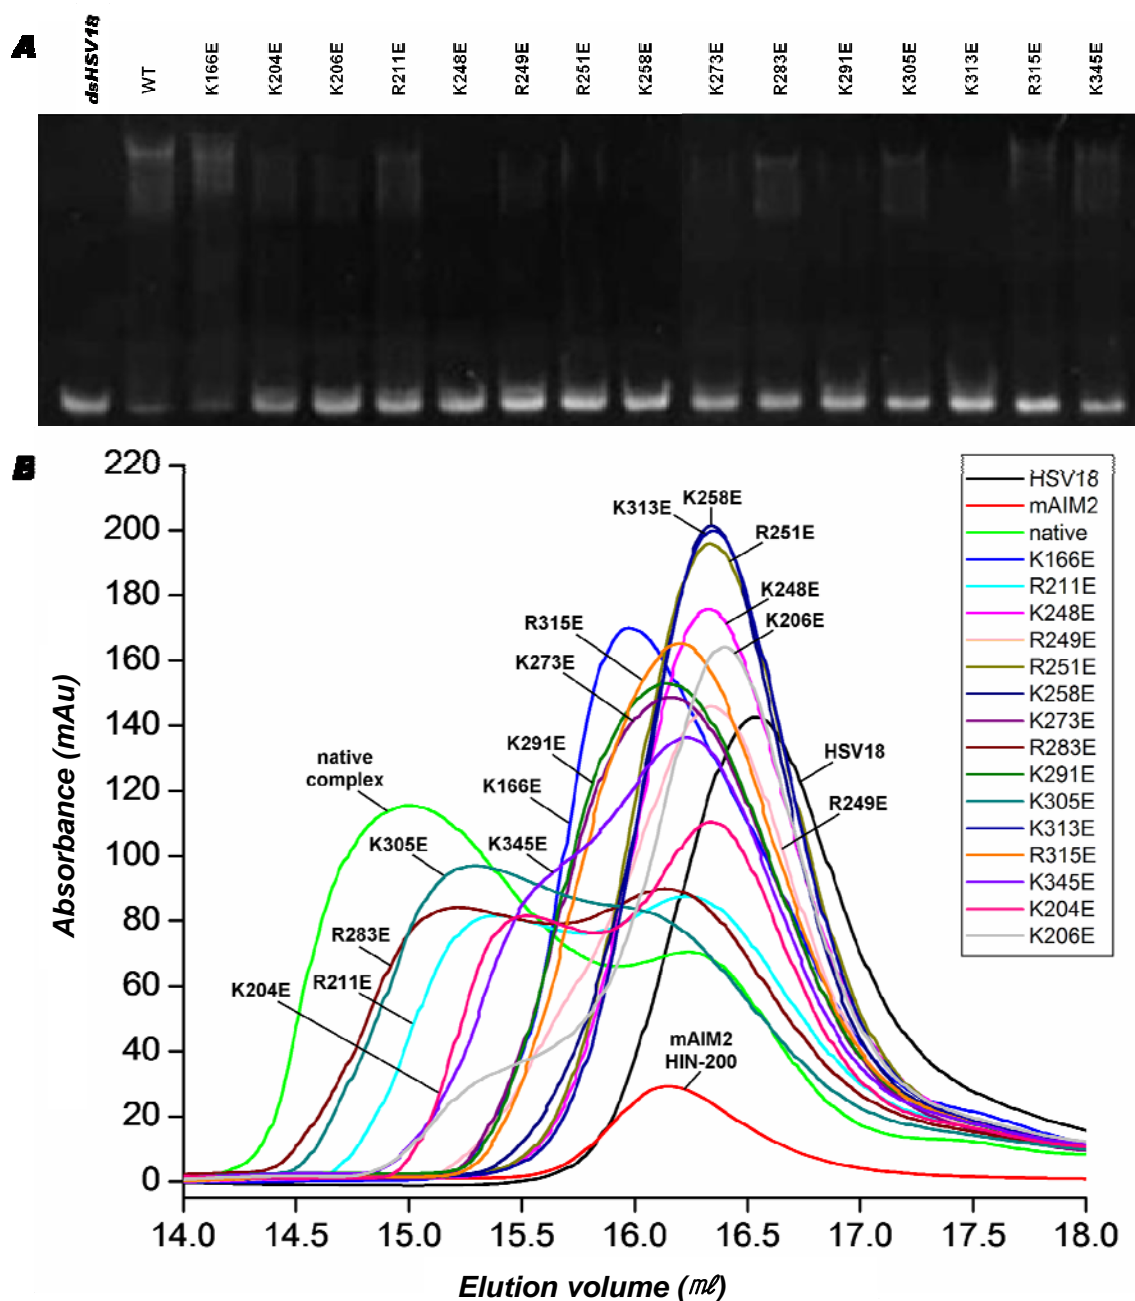 A
dsHSV18
WT
K166E
K204E
K206E
R211E
K248E
R249E
R251E
K258E
K273E
R283E
K291E
K305E
K313E
R315E
K345E
B
Absorbance (mAu)
220
200
180
160
140
120
100
80
60
40
20
0
14.0 14.5 15.0 15.5 16.0 16.5 17.0 17.5 18.0
Elution volume (㎖)
K258E
K313E
R251E
K248E
K206E
R315E
K273E
HSV18
K291E
native
complex
K166E
R249E
K305E
K345E
R283E
R211E
K204E
mAIM2
HIN-200
HSV18
mAIM2
native
K166E
R211E
K248E
R249E
R251E
K258E
K273E
R283E
K291E
K305E
K313E
R315E
K345E
K204E
K206E